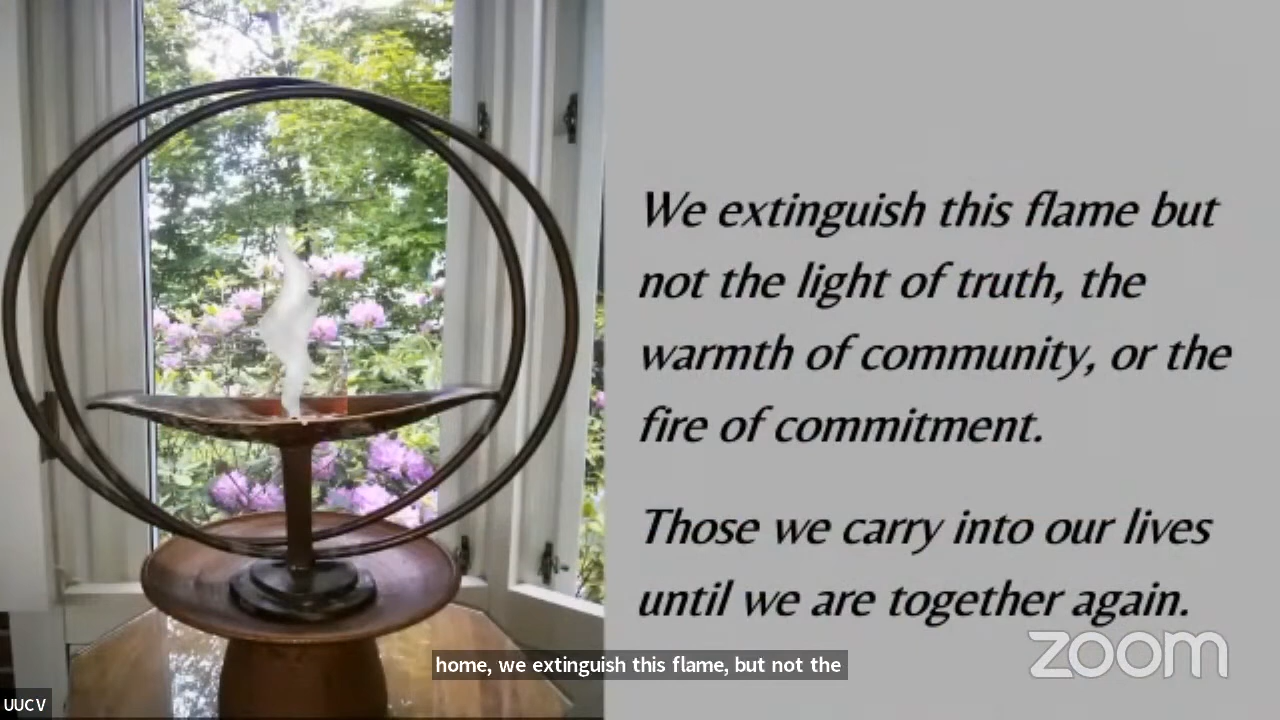 We extinguish this flame but
not the light of truth, the
warmth of community, or the
fire of commitment.
Those we carry into our lives
until we are together again.
zoom
home, we extinguish this flame, but not the
UUCV